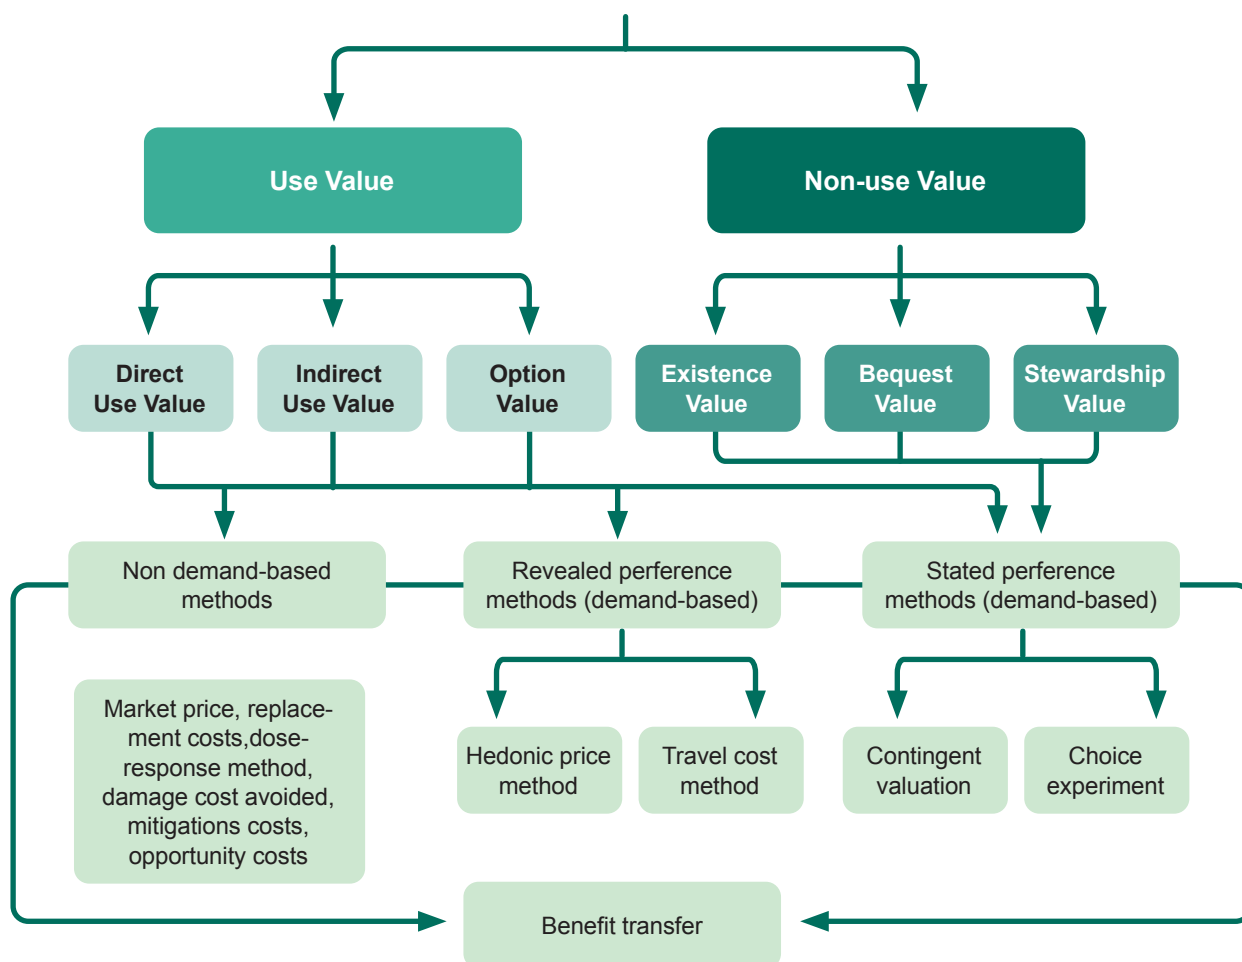 Use Value
Non-use Value
Direct
Use Value
Indirect
Use Value
Option
Value
Existence
Value
Bequest
Value
Stewardship
Value
Non demand-based
methods
Revealed perference
methods (demand-based)
Stated perference
methods (demand-based)
Market price, replace-
ment costs,dose-
response method,
damage cost avoided,
mitigations costs,
opportunity costs
Hedonic price
method
Travel cost
method
Contingent
valuation
Choice
experiment
Benefit transfer